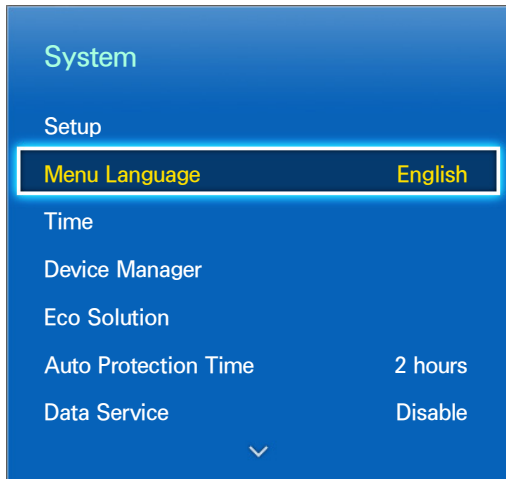 System
Setup
Menu Language English
Time
Device Manager
Eco Solution
Auto Protection Time 2 hours
Data Service Disable